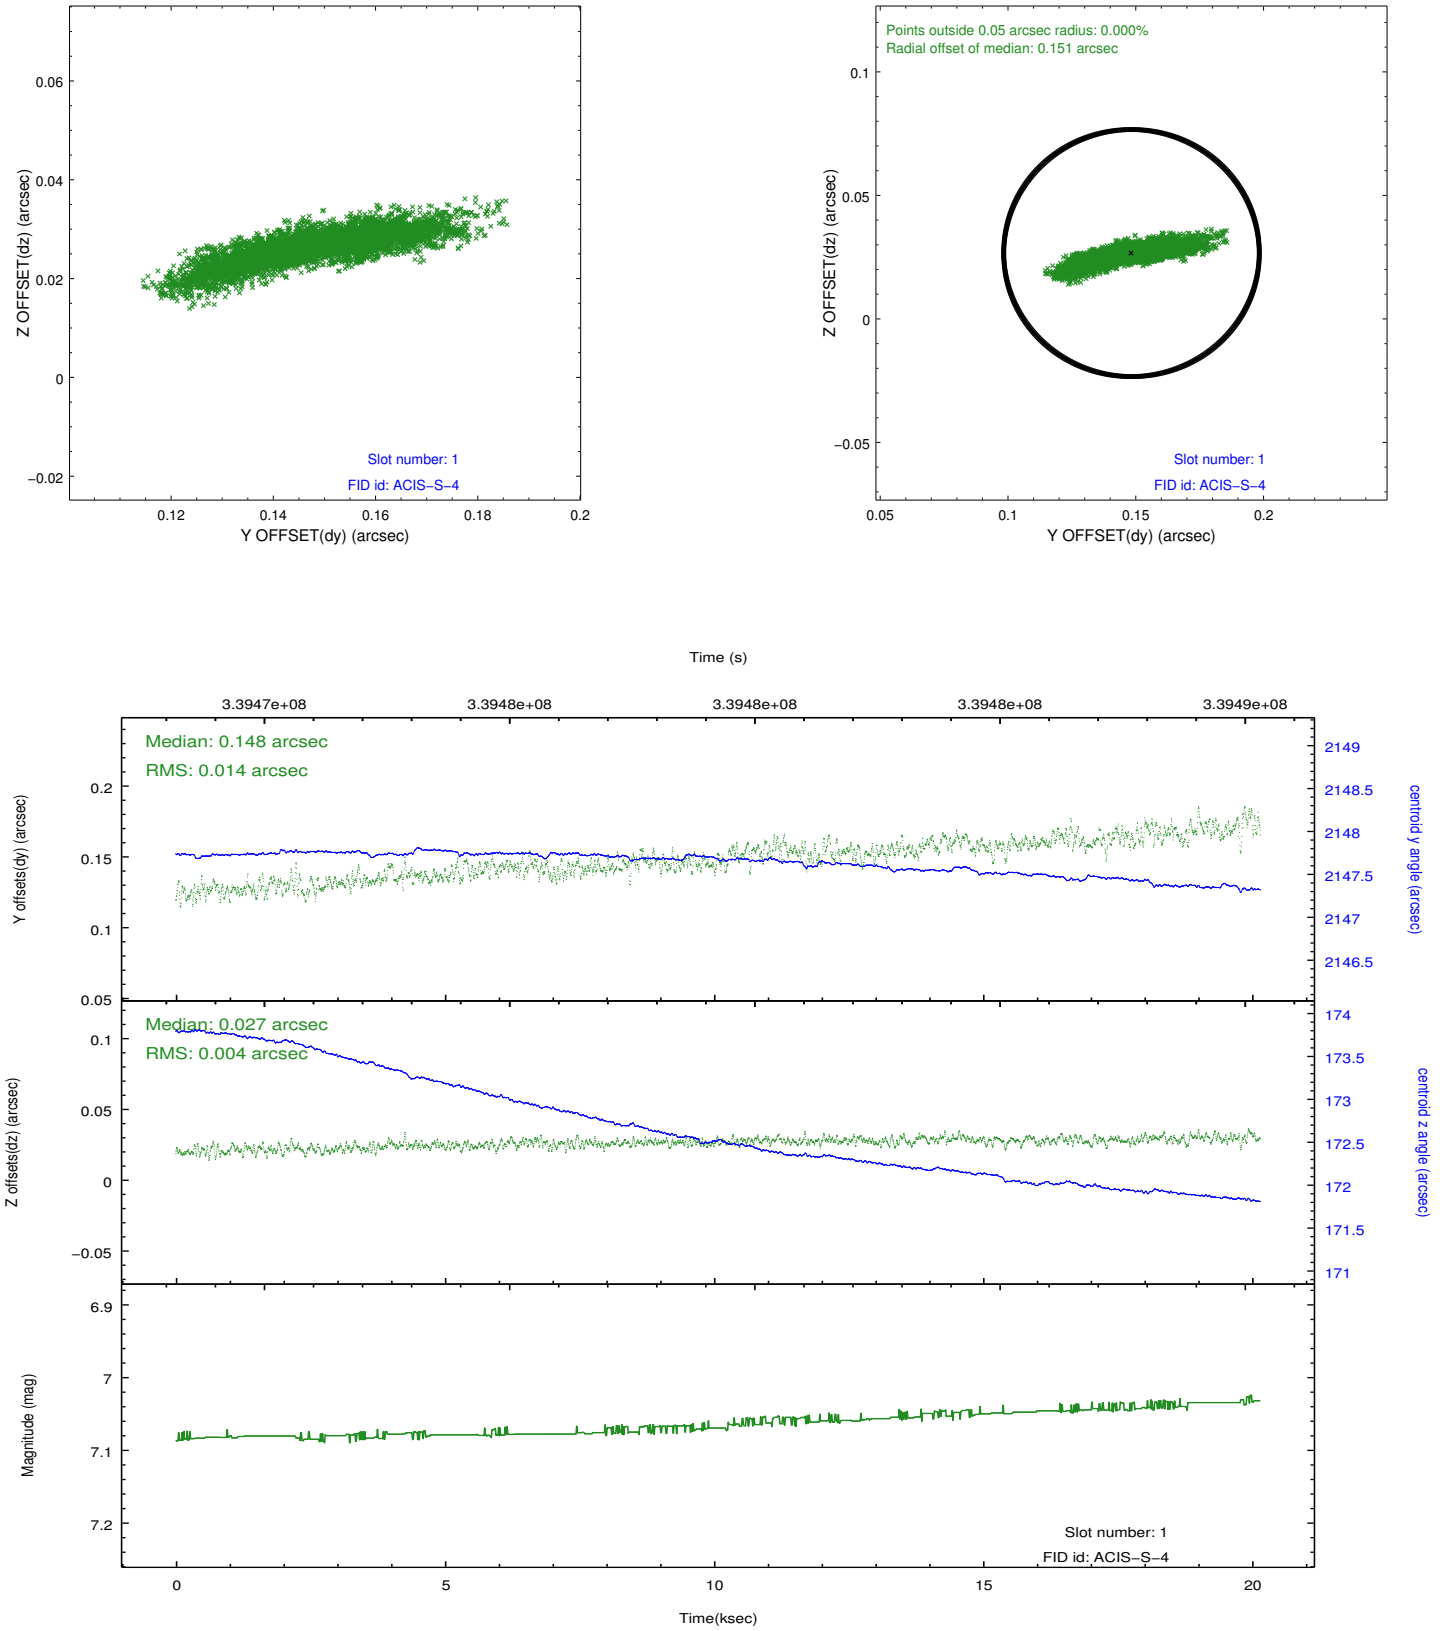 0.06
0.04
0.02
0
−0.02
Z OFFSET(dz) (arcsec)
Slot number: 1
FID id: ACIS−S−4
0.12 0.14 0.16 0.18 0.2
Y OFFSET(dy) (arcsec)
Points outside 0.05 arcsec radius: 0.000%
Radial offset of median: 0.151 arcsec
0.1
0.05
0
−0.05
Z OFFSET(dz) (arcsec)
Slot number: 1
FID id: ACIS−S−4
0.05 0.1 0.15 0.2
Y OFFSET(dy) (arcsec)
Time (s)
3.3947e+08 3.3948e+08 3.3948e+08 3.3948e+08 3.3949e+08
Median: 0.148 arcsec
RMS: 0.014 arcsec
0.2
0.15
0.1
0.05
Y offsets(dy) (arcsec)
2149
2148.5
2148
2147.5
2147
2146.5
centroid y angle (arcsec)
Median: 0.027 arcsec
RMS: 0.004 arcsec
0.1
0.05
0
−0.05
Z offsets(dz) (arcsec)
174
173.5
173
172.5
172
171.5
171
centroid z angle (arcsec)
6.9
7
7.1
7.2
Magnitude (mag)
Slot number: 1
FID id: ACIS−S−4
0 5 10 15 20
Time(ksec)